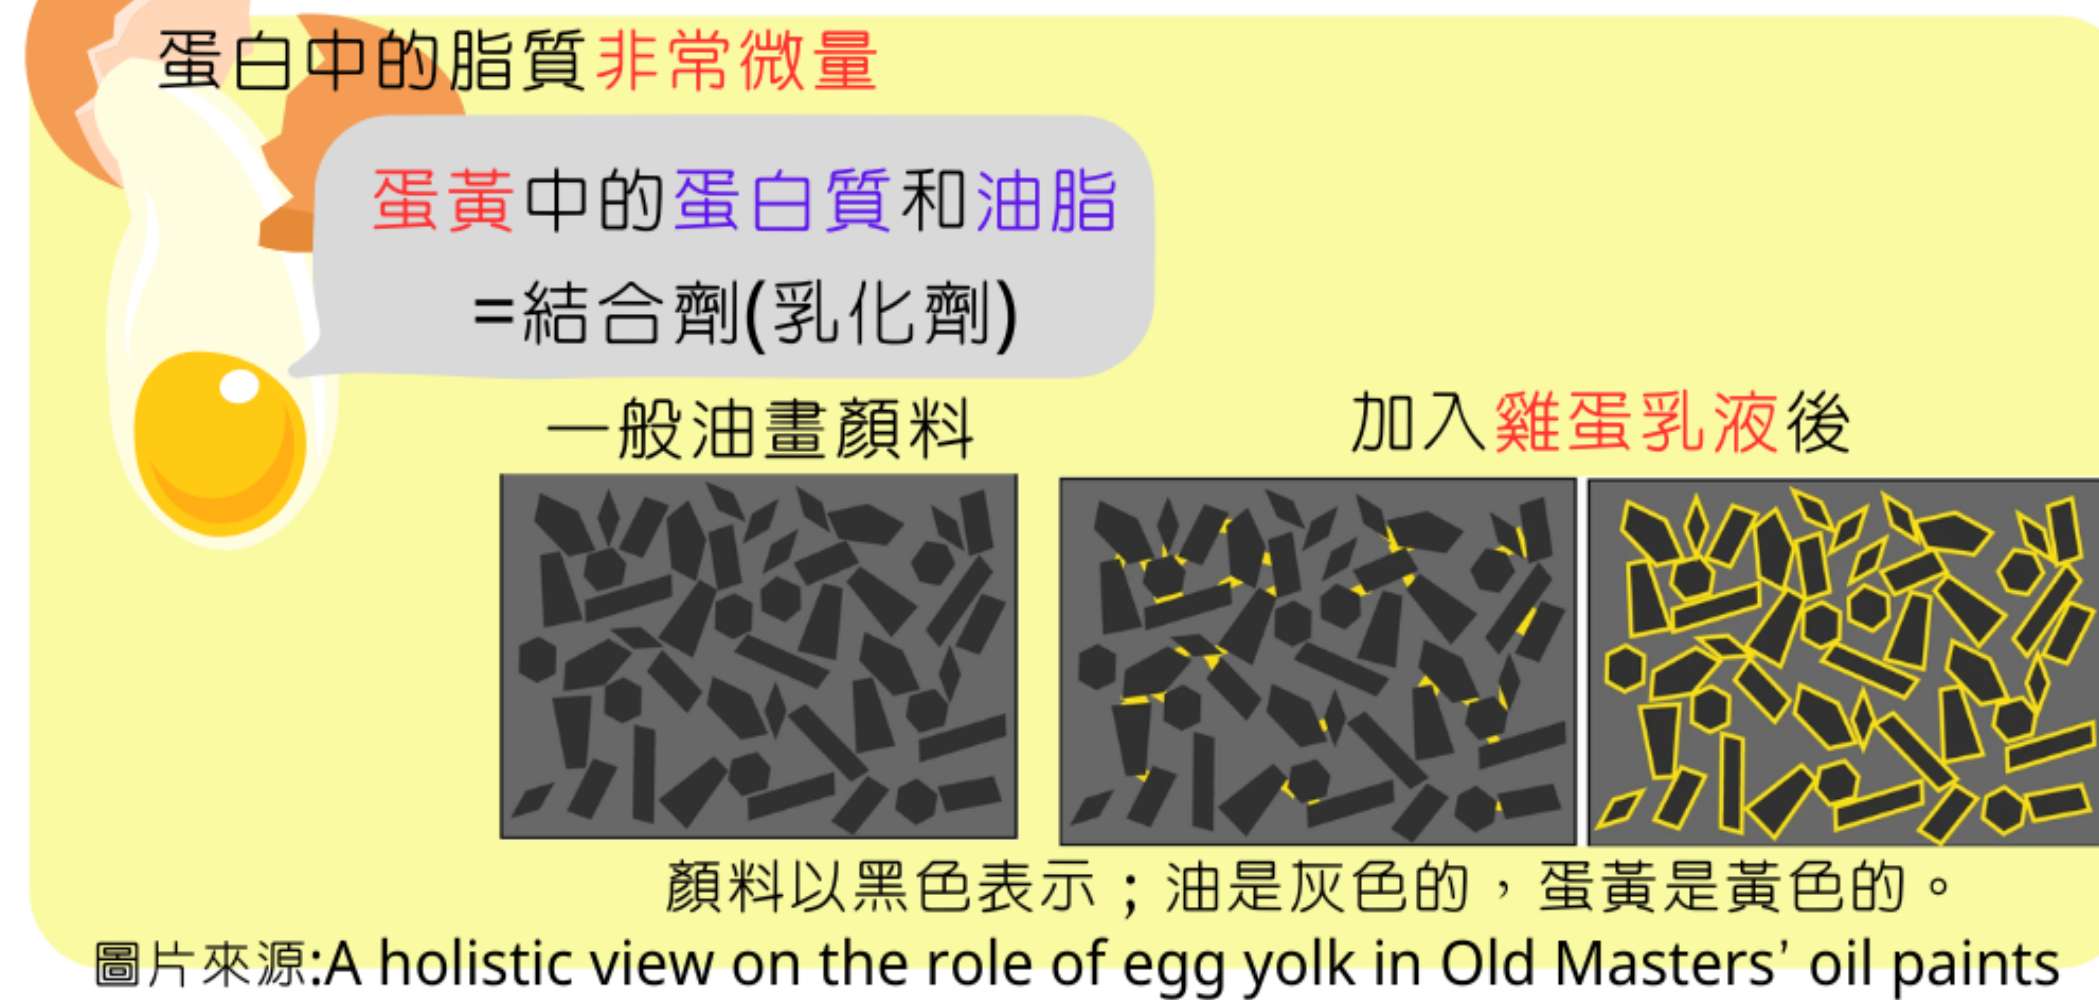 蛋白中的脂質非常微量
蛋黃中的蛋白質和油脂
=結合劑(乳化劑)
一般油畫顏料
加入雞蛋乳液後
顏料以黑色表示；油是灰色的，蛋黃是黃色的。
圖片來源:A holistic view on the role of egg yolk in Old Masters’ oil paints